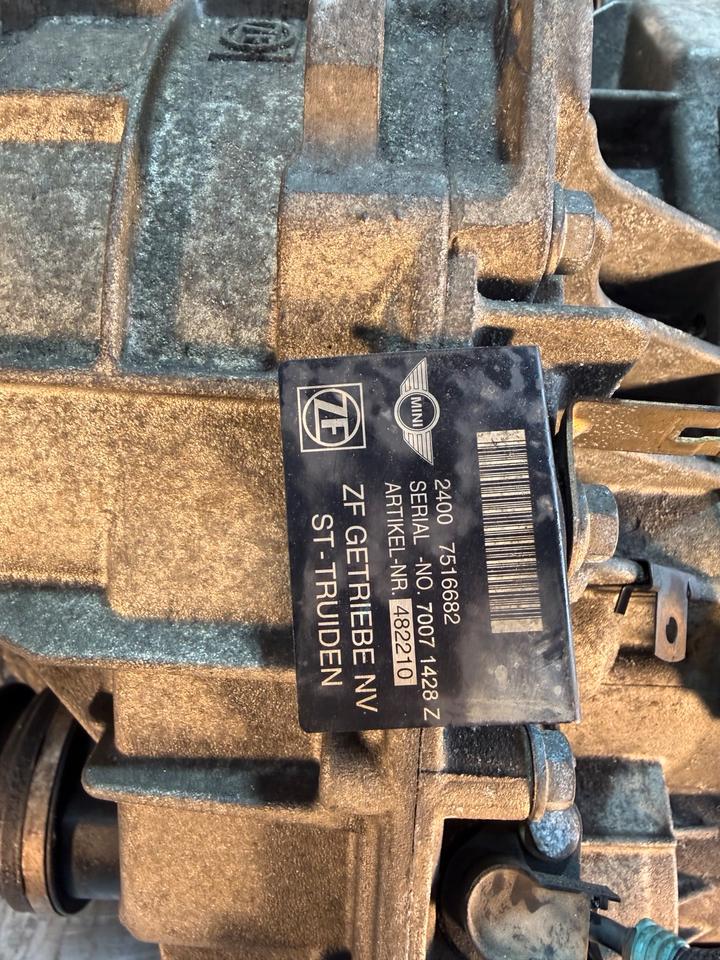 MINI
2400 7516682
SERIAL -NO. 7007 1428 Z
ARTIKEL-NR. 482210
ZF
ZF GETRIEBE NV
ST-TRUIDEN